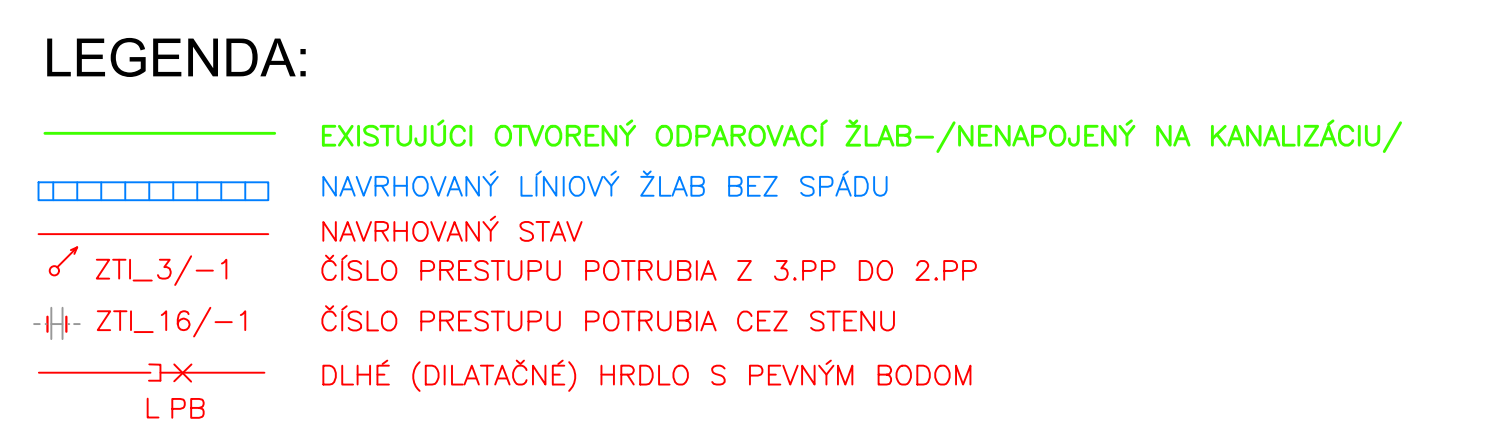 LEGENDA:
EXISTUJÚCI OTVORENÝ ODPAROVACÍ ŽLAB-/NENAPOJENÝ NA KANALIZÁCIU/
NAVRHOVANÝ LÍNIOVÝ ŽLAB BEZ SPÁDU
NAVRHOVANÝ STAV
ZTI_3/-1 ČÍSLO PRESTUPU POTRUBIA Z 3.PP DO 2.PP
ZTI_16/-1 ČÍSLO PRESTUPU POTRUBIA CEZ STENU
DLHÉ (DILATAČNÉ) HRDLO S PEVNÝM BODOM
L PB